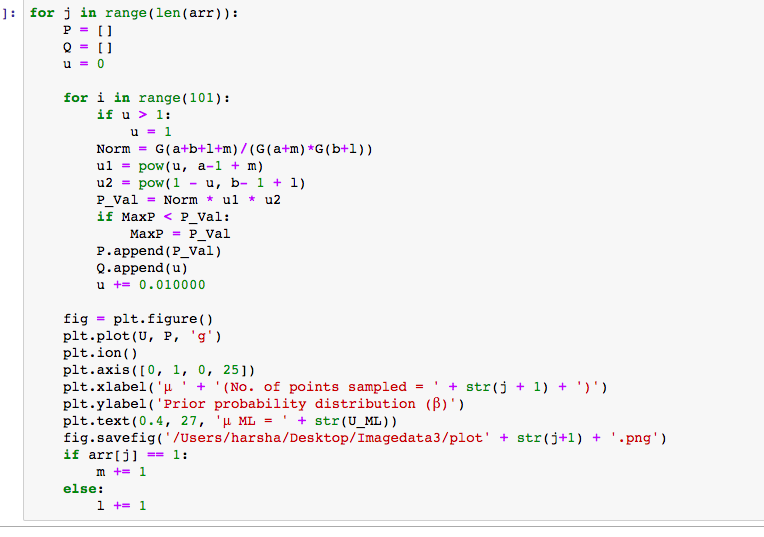 ]: for j in range(len(arr)):
    P = []
    Q = []
    u = 0

    for i in range(101):
        if u > 1:
            u = 1
        Norm = G(a+b+l+m)/(G(a+m)*G(b+l))
        u1 = pow(u, a-1 + m)
        u2 = pow(1 - u, b- 1 + l)
        P_Val = Norm * u1 * u2
        if MaxP < P_Val:
            MaxP = P_Val
        P.append(P_Val)
        Q.append(u)
        u += 0.010000

    fig = plt.figure()
    plt.plot(U, P, 'g')
    plt.ion()
    plt.axis([0, 1, 0, 25])
    plt.xlabel('μ ' + '(No. of points sampled = ' + str(j + 1) + ')')
    plt.ylabel('Prior probability distribution (β)')
    plt.text(0.4, 27, 'μ ML = ' + str(U_ML))
    fig.savefig('/Users/harsha/Desktop/Imagedata3/plot' + str(j+1) + '.png')
    if arr[j] == 1:
        m += 1
    else:
        l += 1